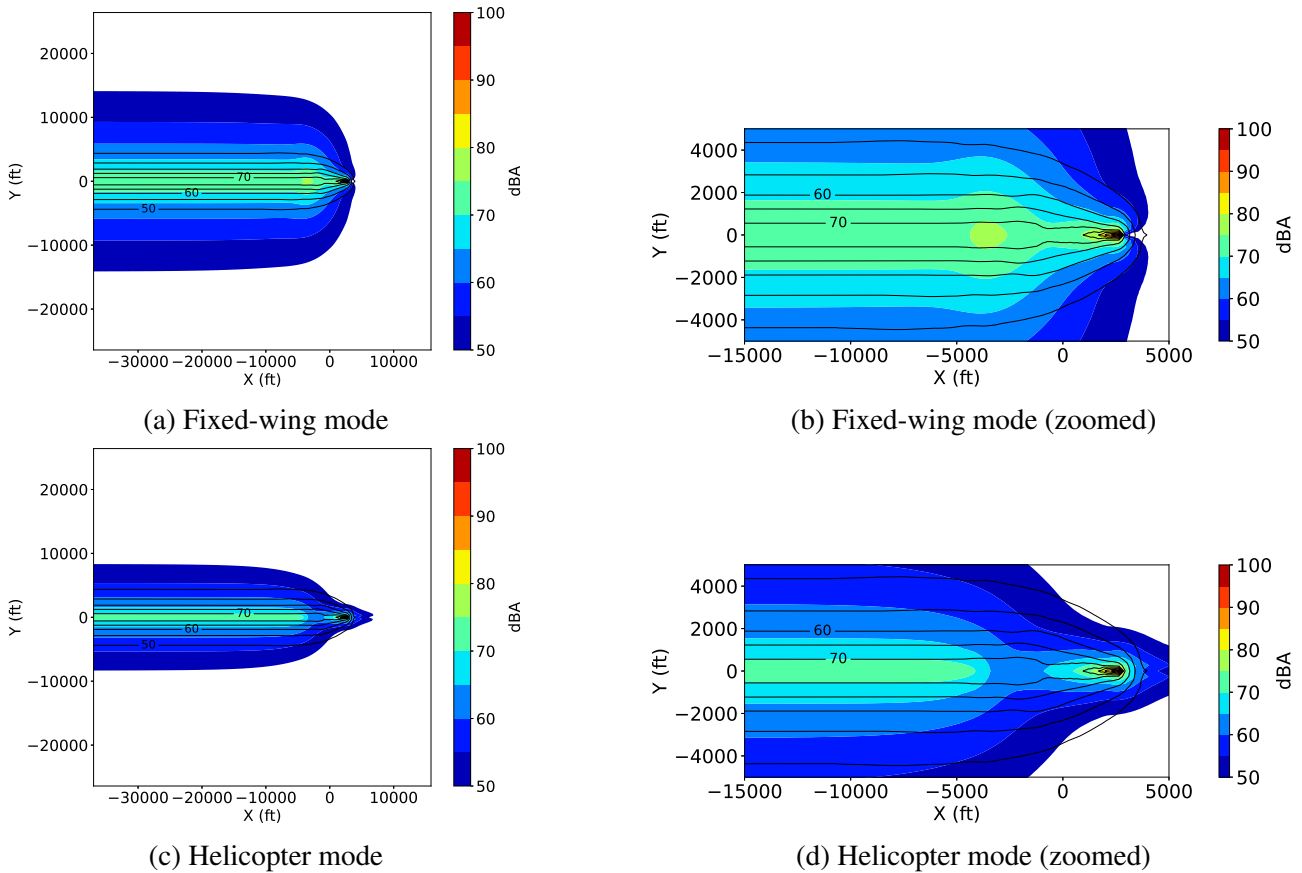 20000
10000
0
−10000
−20000
Y (ft)
70
60
50
−30000 −20000 −10000 0 10000
X (ft)
100
90
80
70
60
50
dBA
(a) Fixed-wing mode
4000
2000
0
−2000
−4000
Y (ft)
60
70
−15000 −10000 −5000 0 5000
X (ft)
100
90
80
70
60
50
dBA
(b) Fixed-wing mode (zoomed)
20000
10000
0
−10000
−20000
Y (ft)
70
60
50
−30000 −20000 −10000 0 10000
X (ft)
100
90
80
70
60
50
dBA
(c) Helicopter mode
4000
2000
0
−2000
−4000
Y (ft)
60
70
−15000 −10000 −5000 0 5000
X (ft)
100
90
80
70
60
50
dBA
(d) Helicopter mode (zoomed)